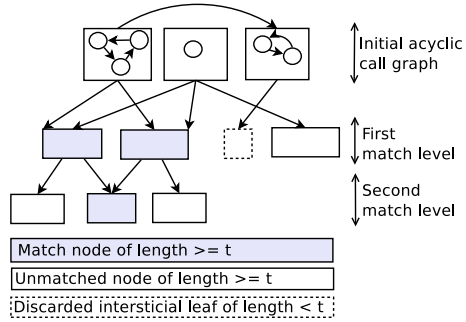 Initial acyclic
call graph
First
match level
Second
match level
Match node of length >= t
Unmatched node of length >= t
Discarded intersticial leaf of length < t